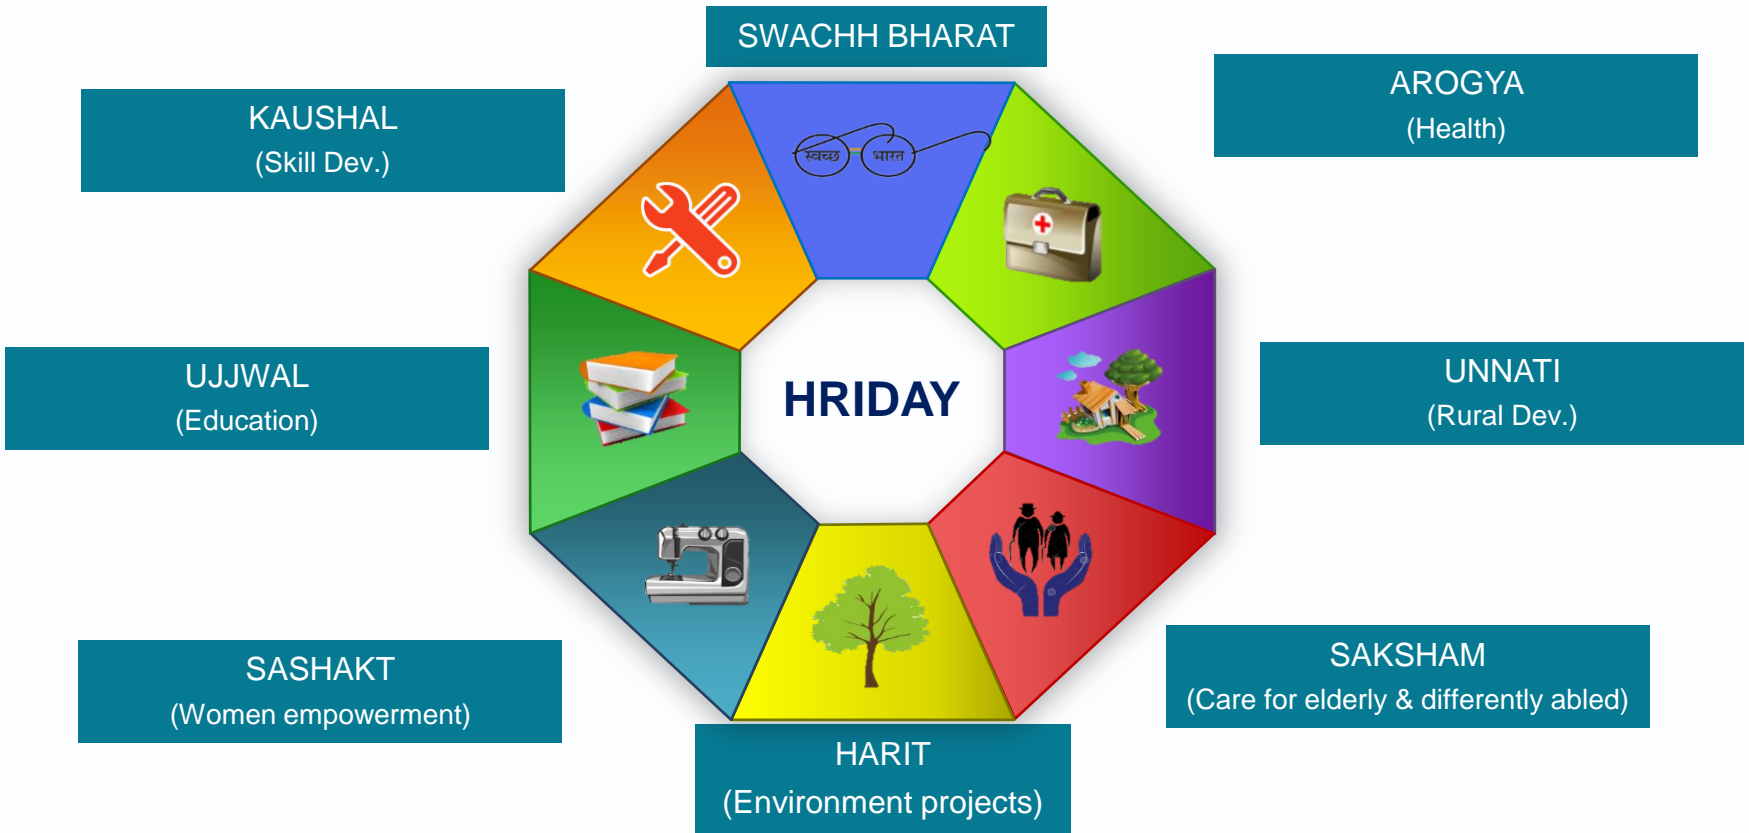 SWACHH BHARAT
AROGYA
(Health)
KAUSHAL
(Skill Dev.)
स्वच्छ भारत
UJJWAL
(Education)
HRIDAY
UNNATI
(Rural Dev.)
SASHAKT
(Women empowerment)
SAKSHAM
(Care for elderly & differently abled)
HARIT
(Environment projects)